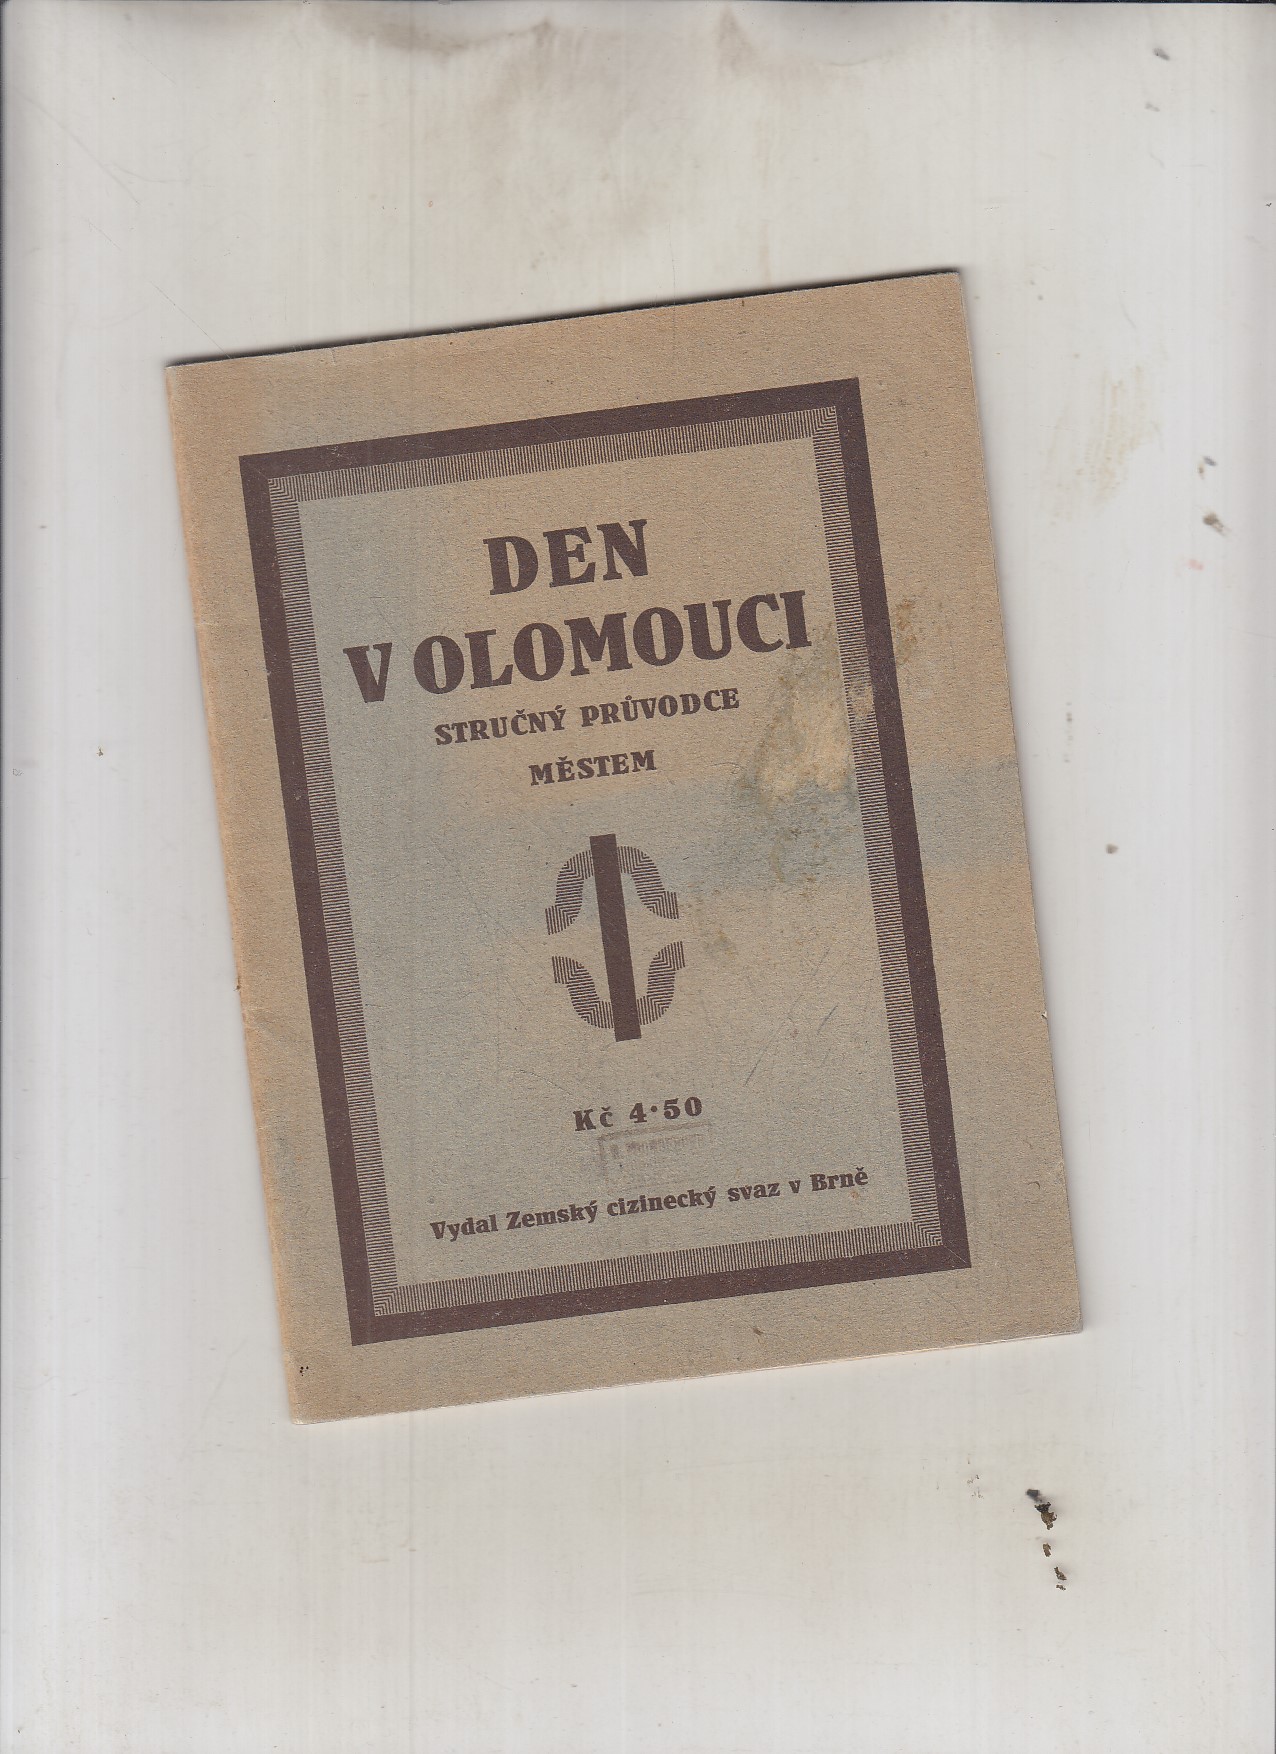 DEN
V OLOMOUCI
STRUČNÝ PRŮVODCE
MĚSTEM
Kč 4·50
Vydal Zemský cizinecký svaz v Brně